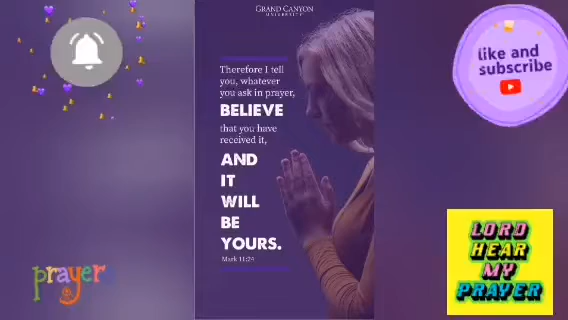 GRAND CANYON
UNIVERSITY
Therefore I tell
you, whatever
you ask in prayer,
BELIEVE
that you have
received it,
AND
IT
WILL
BE
YOURS.
Mark 11:24
like and
subscribe
prayers
LORD
HEAR
MY
PRAYER